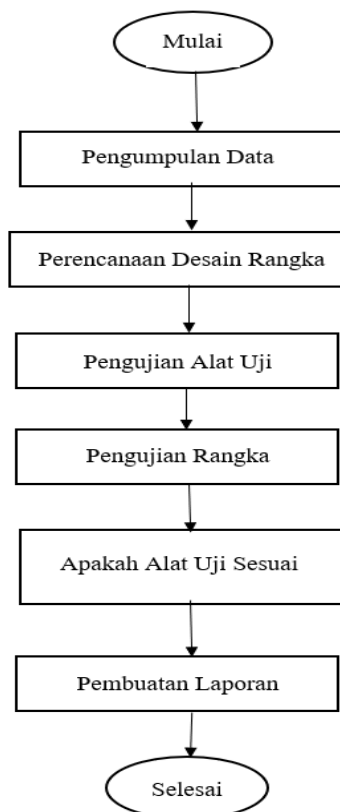 Mulai
Pengumpulan Data
Perencanaan Desain Rangka
Pengujian Alat Uji
Pengujian Rangka
Apakah Alat Uji Sesuai
Pembuatan Laporan
Selesai